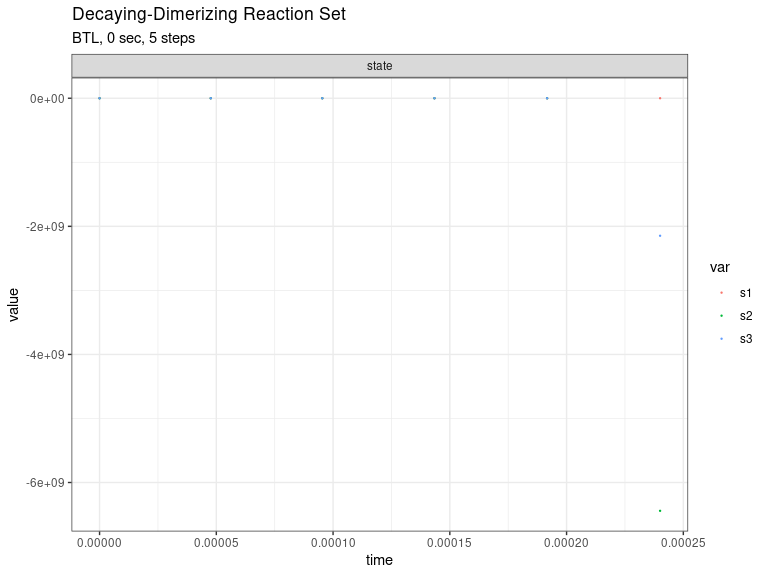 Decaying-Dimerizing Reaction Set
BTL, 0 sec, 5 steps
state
0e+00
-2e+09
-4e+09
-6e+09
value
0.00000
0.00005
0.00010
0.00015
0.00020
0.00025
time
var
s1
s2
s3